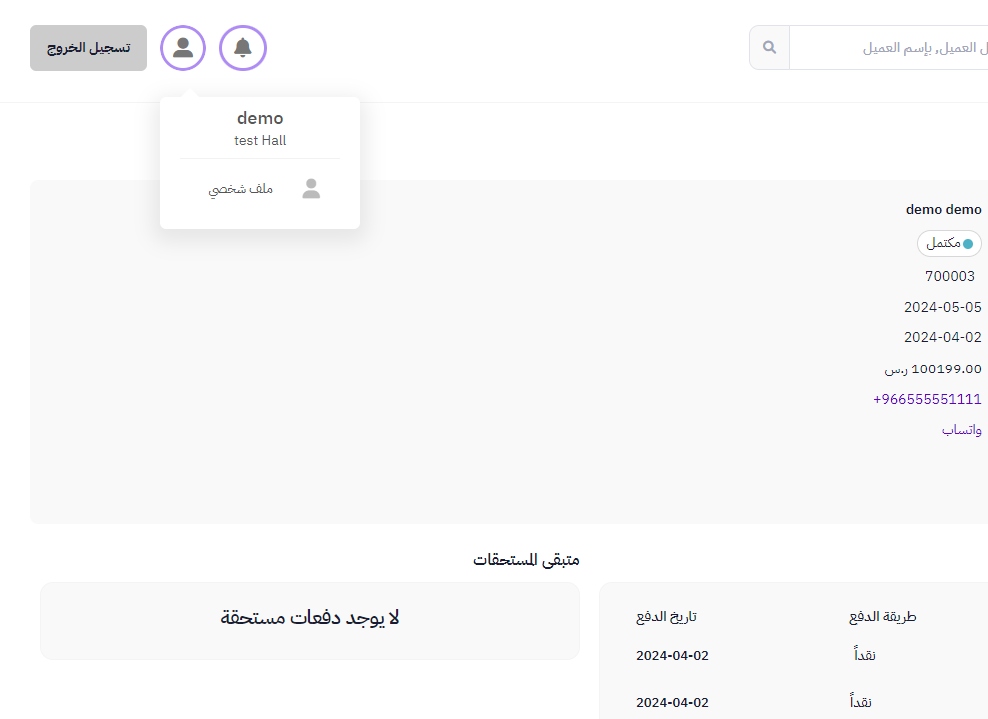 ل العميل, بإسم العميل
تسجيل الخروج
demo
test Hall
ملف شخصي
demo demo
مكتمل
700003
2024-05-05
2024-04-02
100199.00 ر.س
+966555551111
واتساب
متبقى المستحقات
لا يوجد دفعات مستحقة
طريقة الدفع تاريخ الدفع
نقداً 2024-04-02
نقداً 2024-04-02